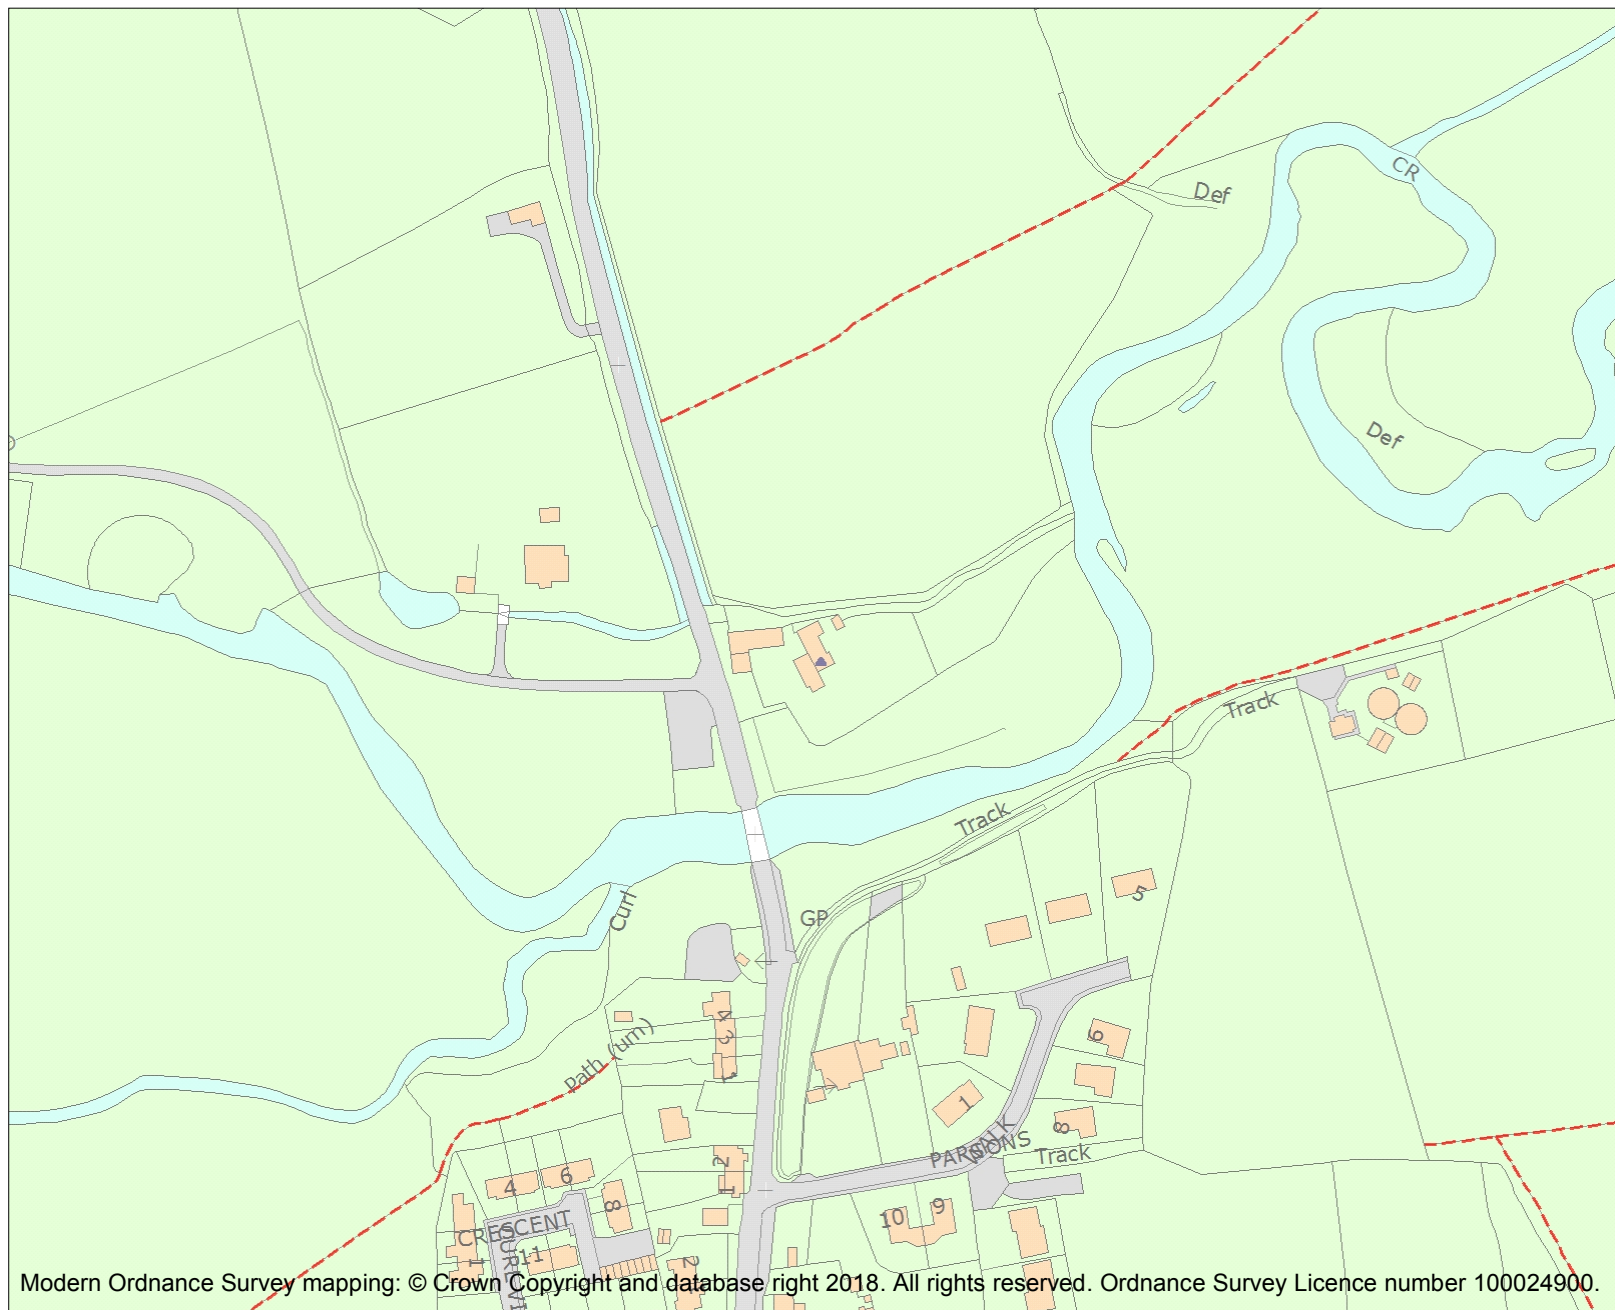 CR
Def
Def
Track
Track
Curl
GP
5
4
3
1
Path (um)
6
1
8
PARSONS
WALK
Track
2
1
4
6
8
9
10
CRESCENT
11
1
2
Modern Ordnance Survey mapping: © Crown Copyright and database right 2018. All rights reserved. Ordnance Survey Licence number 100024900.